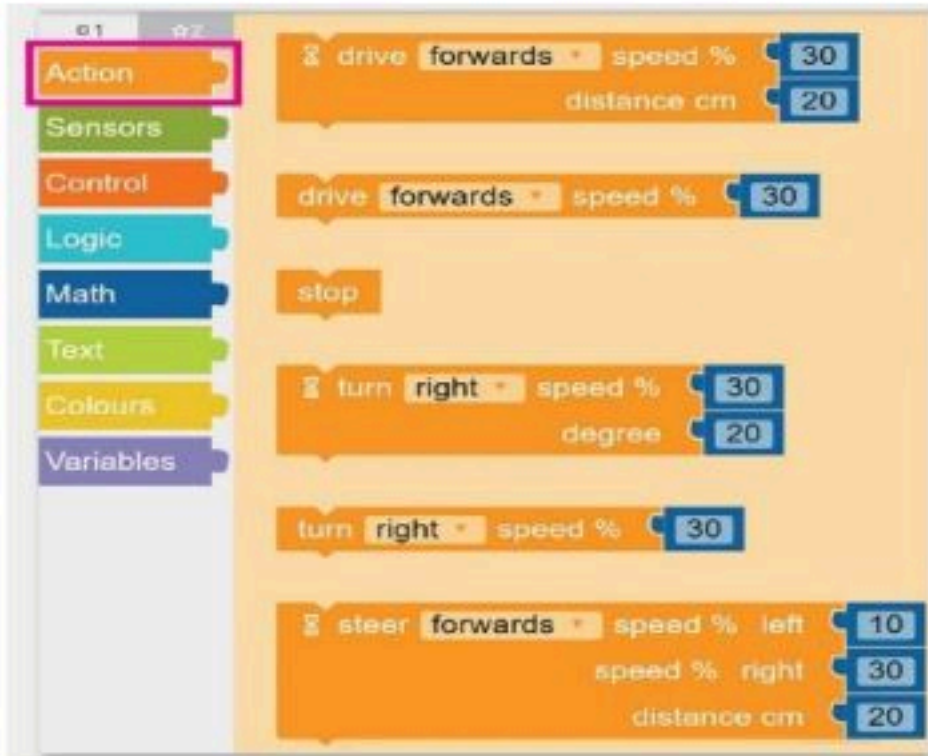 1
2
Action
Sensors
Control
Logic
Math
Text
Colours
Variables
drive forwards speed % 30
distance cm 20
drive forwards speed % 30
stop
turn right speed % 30
degree 20
turn right speed % 30
steer forwards speed % left 10
speed % right 30
distance cm 20